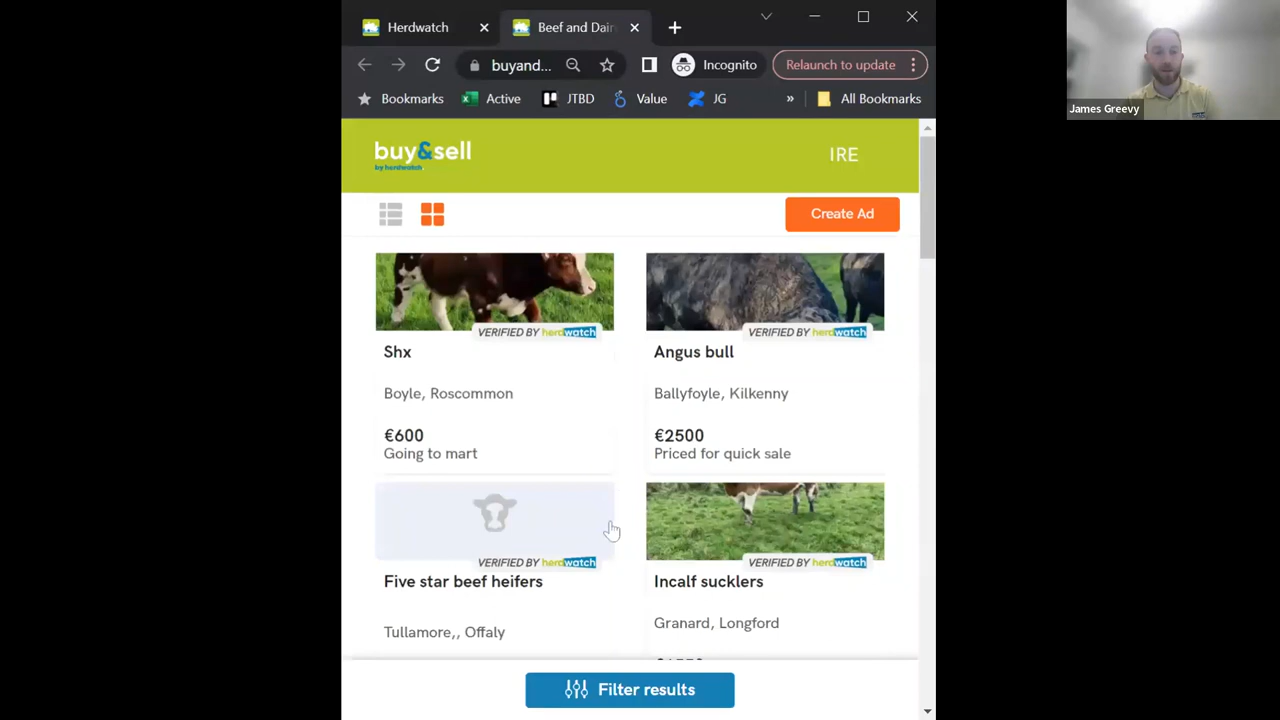 Herdwatch
Beef and Dair
buyand...
Incognito
Relaunch to update
Bookmarks
Active
JTBD
Value
JG
»
All Bookmarks
James Greevy
buy&sell
by herdwatch
IRE
Create Ad
VERIFIED BY herdwatch
Shx
Boyle, Roscommon
€600
Going to mart
VERIFIED BY herdwatch
Angus bull
Ballyfoyle, Kilkenny
€2500
Priced for quick sale
VERIFIED BY herdwatch
Five star beef heifers
Tullamore,, Offaly
VERIFIED BY herdwatch
Incalf sucklers
Granard, Longford
Filter results